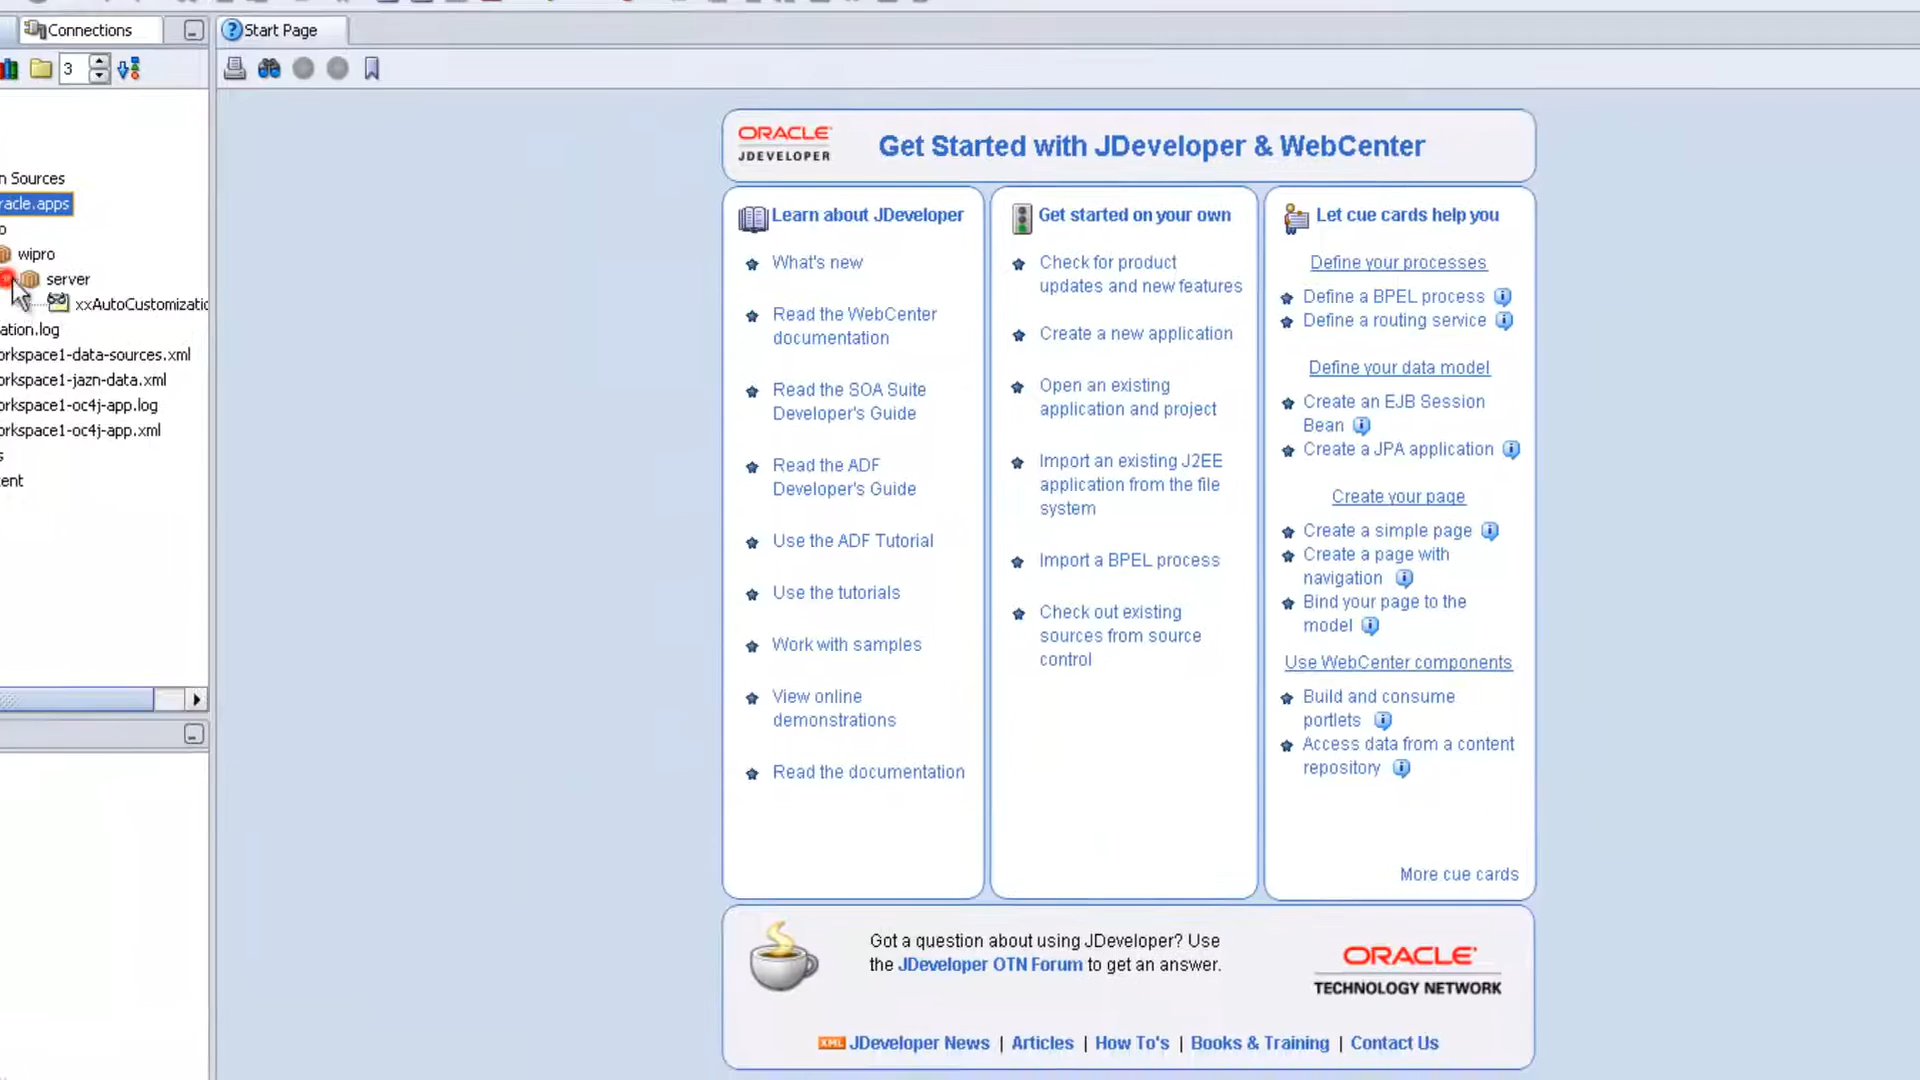 Connections
Start Page
3
n Sources
racle.apps
o
wipro
server
xxAutoCustomizatio
ation.log
orkspace1-data-sources.xml
orkspace1-jazn-data.xml
orkspace1-oc4j-app.log
orkspace1-oc4j-app.xml
s
ent
ORACLE
JDEVELOPER
Get Started with JDeveloper & WebCenter
Learn about JDeveloper
What's new
Read the WebCenter
documentation
Read the SOA Suite
Developer's Guide
Read the ADF
Developer's Guide
Use the ADF Tutorial
Use the tutorials
Work with samples
View online
demonstrations
Read the documentation
Get started on your own
Check for product
updates and new features
Create a new application
Open an existing
application and project
Import an existing J2EE
application from the file
system
Import a BPEL process
Check out existing
sources from source
control
Let cue cards help you
Define your processes
Define a BPEL process
Define a routing service
Define your data model
Create an EJB Session
Bean
Create a JPA application
Create your page
Create a simple page
Create a page with
navigation
Bind your page to the
model
Use WebCenter components
Build and consume
portlets
Access data from a content
repository
More cue cards
Got a question about using JDeveloper? Use
the JDeveloper OTN Forum to get an answer.
ORACLE
TECHNOLOGY NETWORK
XML JDeveloper News | Articles | How To's | Books & Training | Contact Us